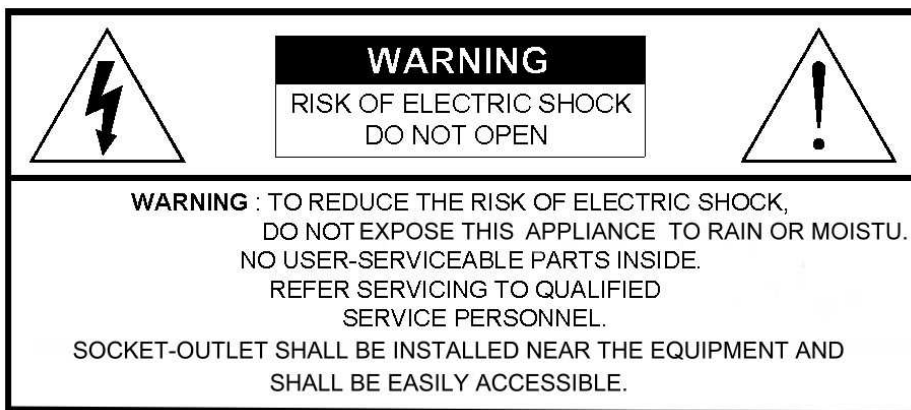 WARNING
RISK OF ELECTRIC SHOCK
DO NOT OPEN
WARNING : TO REDUCE THE RISK OF ELECTRIC SHOCK,
DO NOT EXPOSE THIS APPLIANCE TO RAIN OR MOISTU.
NO USER-SERVICEABLE PARTS INSIDE.
REFER SERVICING TO QUALIFIED
SERVICE PERSONNEL.
SOCKET-OUTLET SHALL BE INSTALLED NEAR THE EQUIPMENT AND
SHALL BE EASILY ACCESSIBLE.